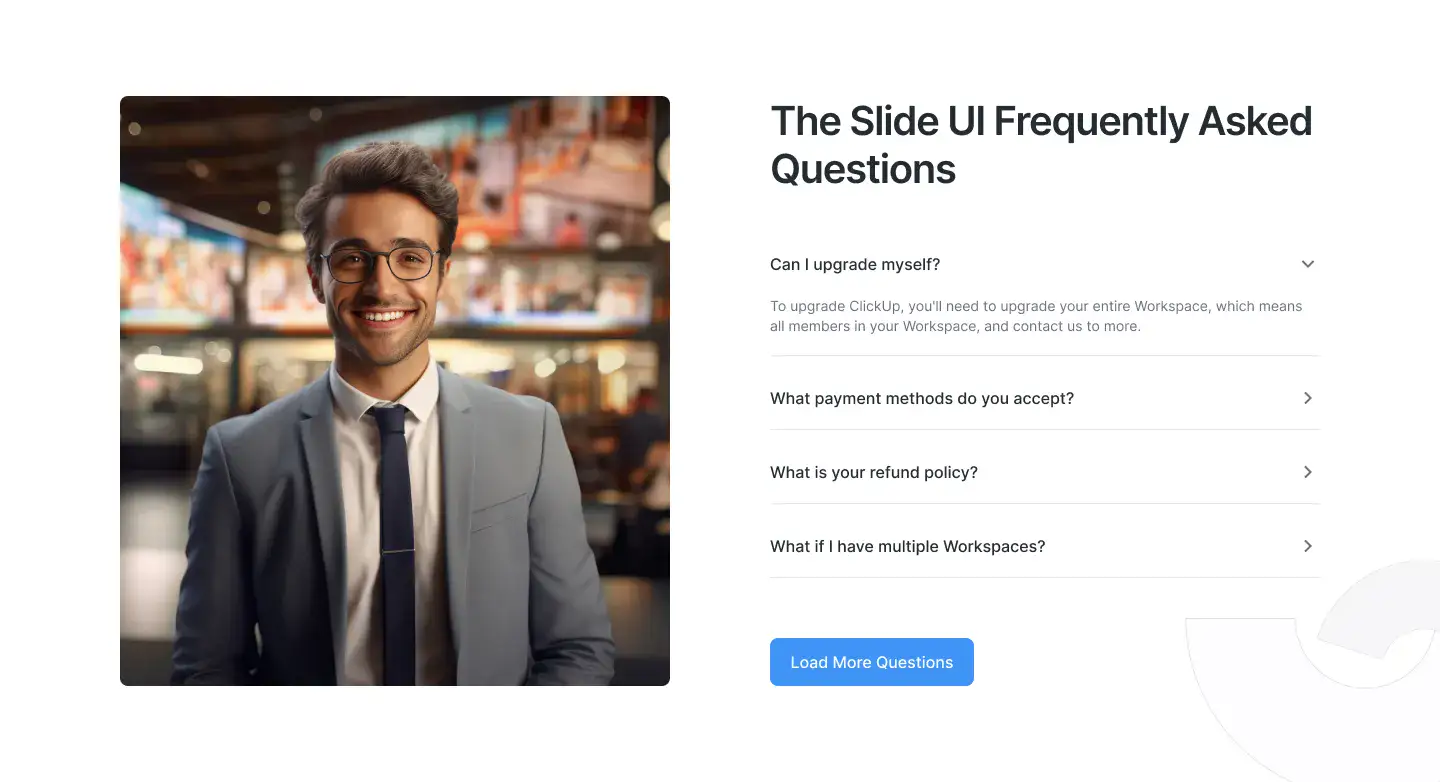 The Slide UI Frequently Asked
Questions
Can I upgrade myself?
To upgrade ClickUp, you'll need to upgrade your entire Workspace, which means
all members in your Workspace, and contact us to more.
What payment methods do you accept?
What is your refund policy?
What if I have multiple Workspaces?
Load More Questions